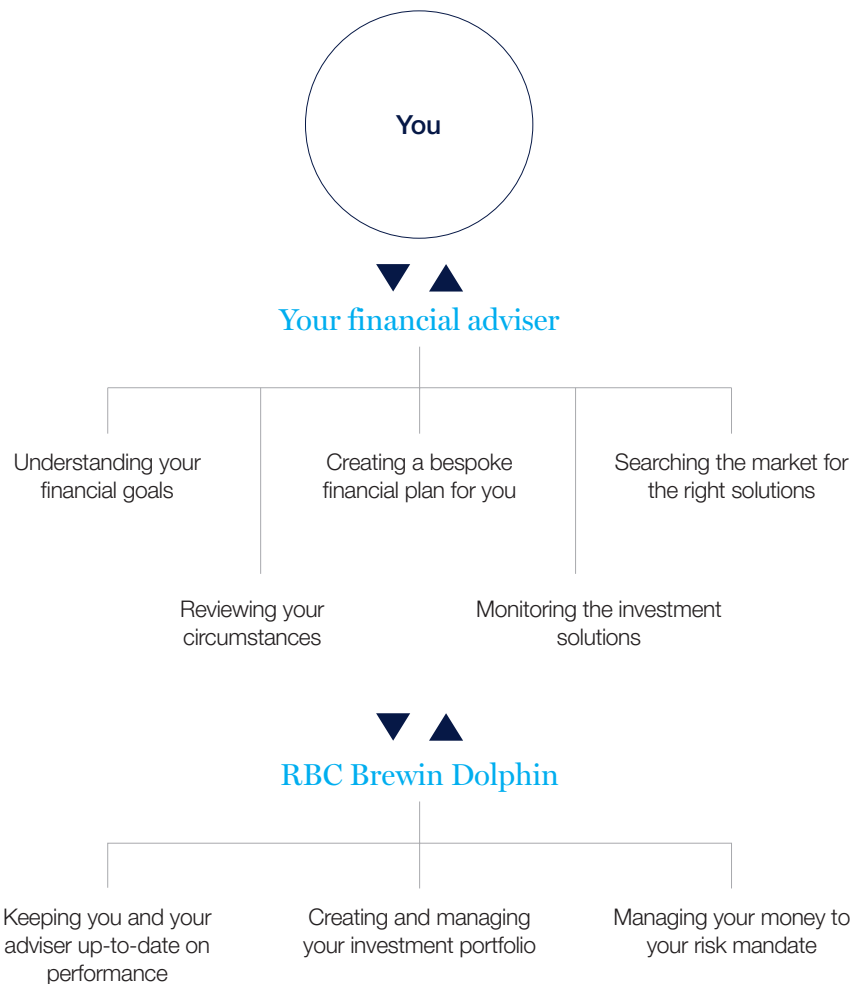 You
Your financial adviser
Understanding your
financial goals
Creating a bespoke
financial plan for you
Searching the market for
the right solutions
Reviewing your
circumstances
Monitoring the investment
solutions
RBC Brewin Dolphin
Keeping you and your
adviser up-to-date on
performance
Creating and managing
your investment portfolio
Managing your money to
your risk mandate